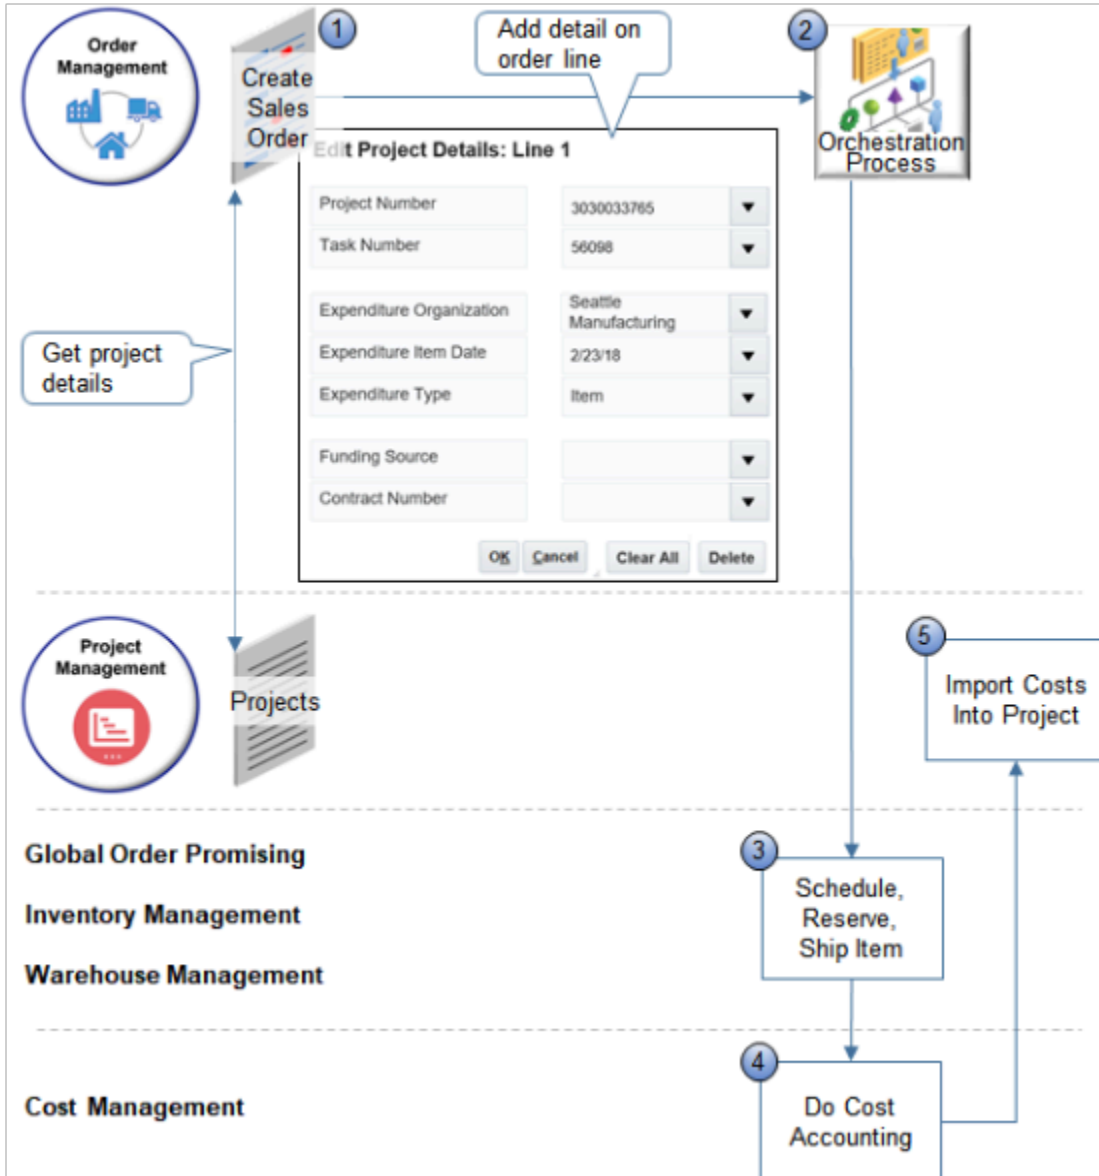 Order
Management
1
Create
Sales
Order
Add detail on
order line
2
Orchestration
Process
Edit Project Details: Line 1
Project Number
3030033765
Task Number
56098
Expenditure Organization
Seattle
Manufacturing
Expenditure Item Date
2/23/18
Expenditure Type
Item
Funding Source
Contract Number
OK Cancel Clear All Delete
Get project
details
Project
Management
Projects
5
Import Costs
Into Project
Global Order Promising
Inventory Management
Warehouse Management
3
Schedule,
Reserve,
Ship Item
Cost Management
4
Do Cost
Accounting